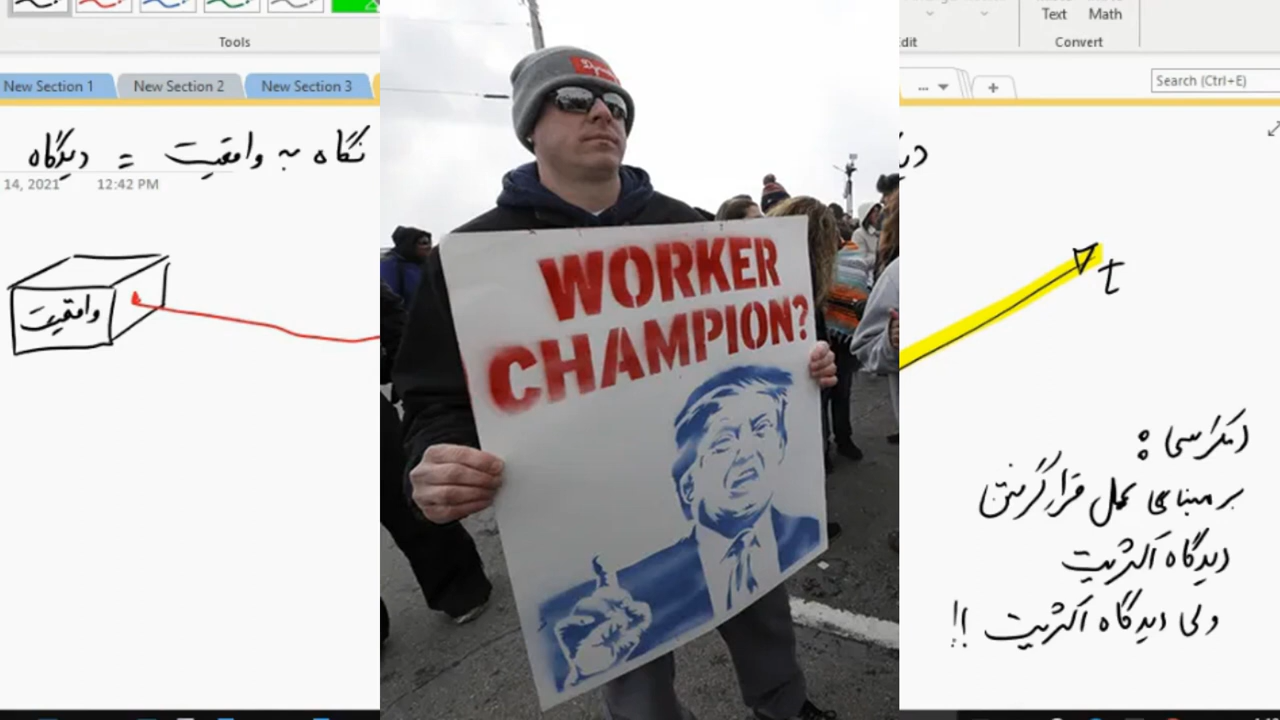 Tools
Text Math
Convert
New Section 1 New Section 2 New Section 3
... + Search (Ctrl+E)
نگاه به واقعیت = دیدگاه
14, 2021 12:42 PM
واقعیت
WORKER
CHAMPION?
t
دمکراسی :
بر مبنای عمل قرار گرفتن
دیدگاه اکثریت
ولی دیدگاه اکثریت !!